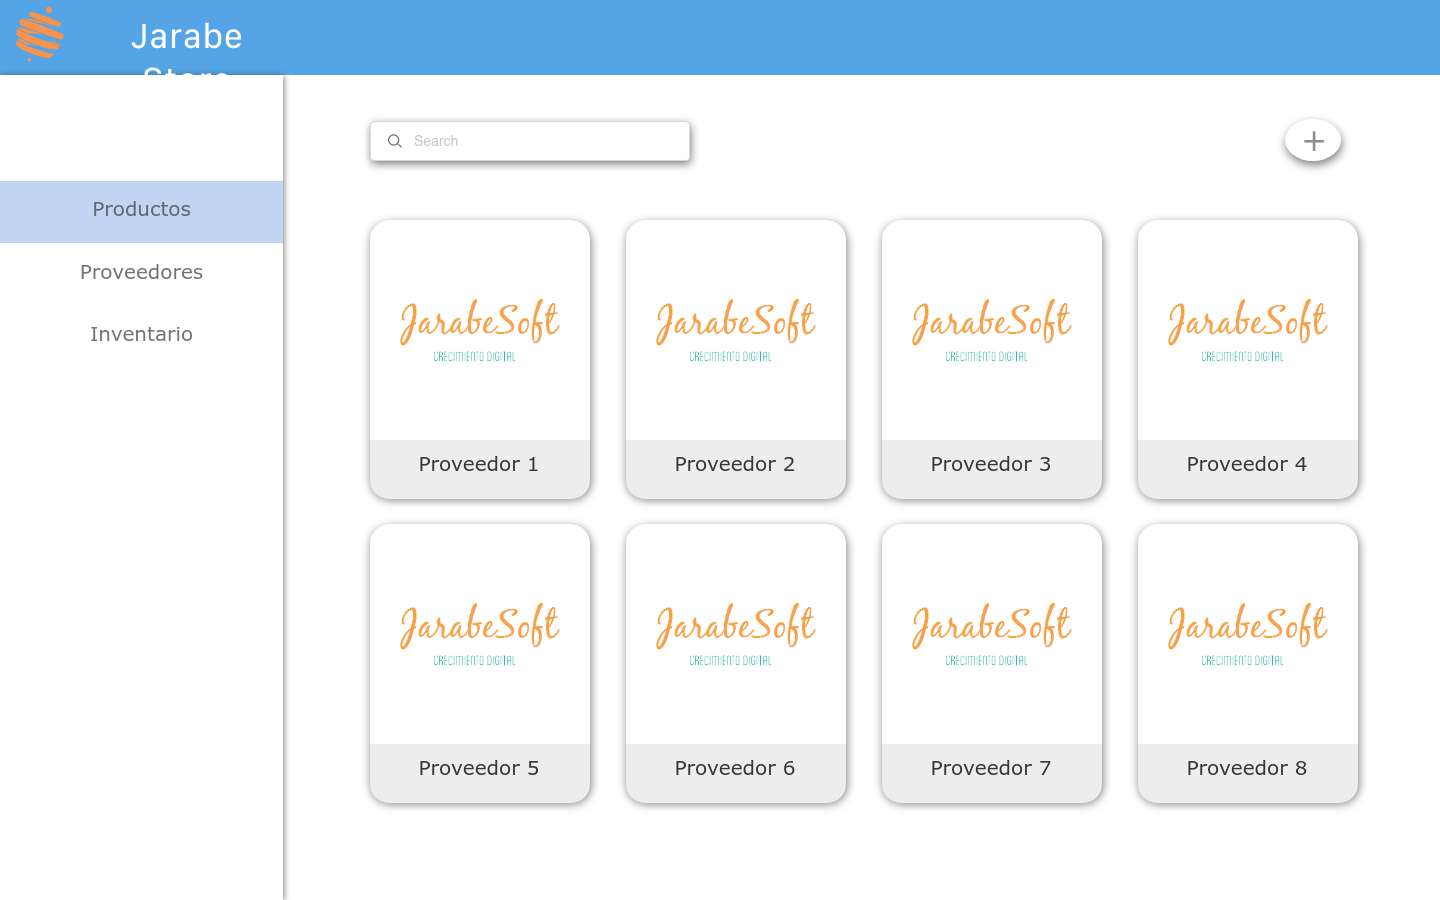 Jarabe
Store
Search
Productos
Proveedores
Inventario
JarabeSoft
CRECIMIENTO DIGITAL
Proveedor 1
JarabeSoft
CRECIMIENTO DIGITAL
Proveedor 2
JarabeSoft
CRECIMIENTO DIGITAL
Proveedor 3
JarabeSoft
CRECIMIENTO DIGITAL
Proveedor 4
JarabeSoft
CRECIMIENTO DIGITAL
Proveedor 5
JarabeSoft
CRECIMIENTO DIGITAL
Proveedor 6
JarabeSoft
CRECIMIENTO DIGITAL
Proveedor 7
JarabeSoft
CRECIMIENTO DIGITAL
Proveedor 8